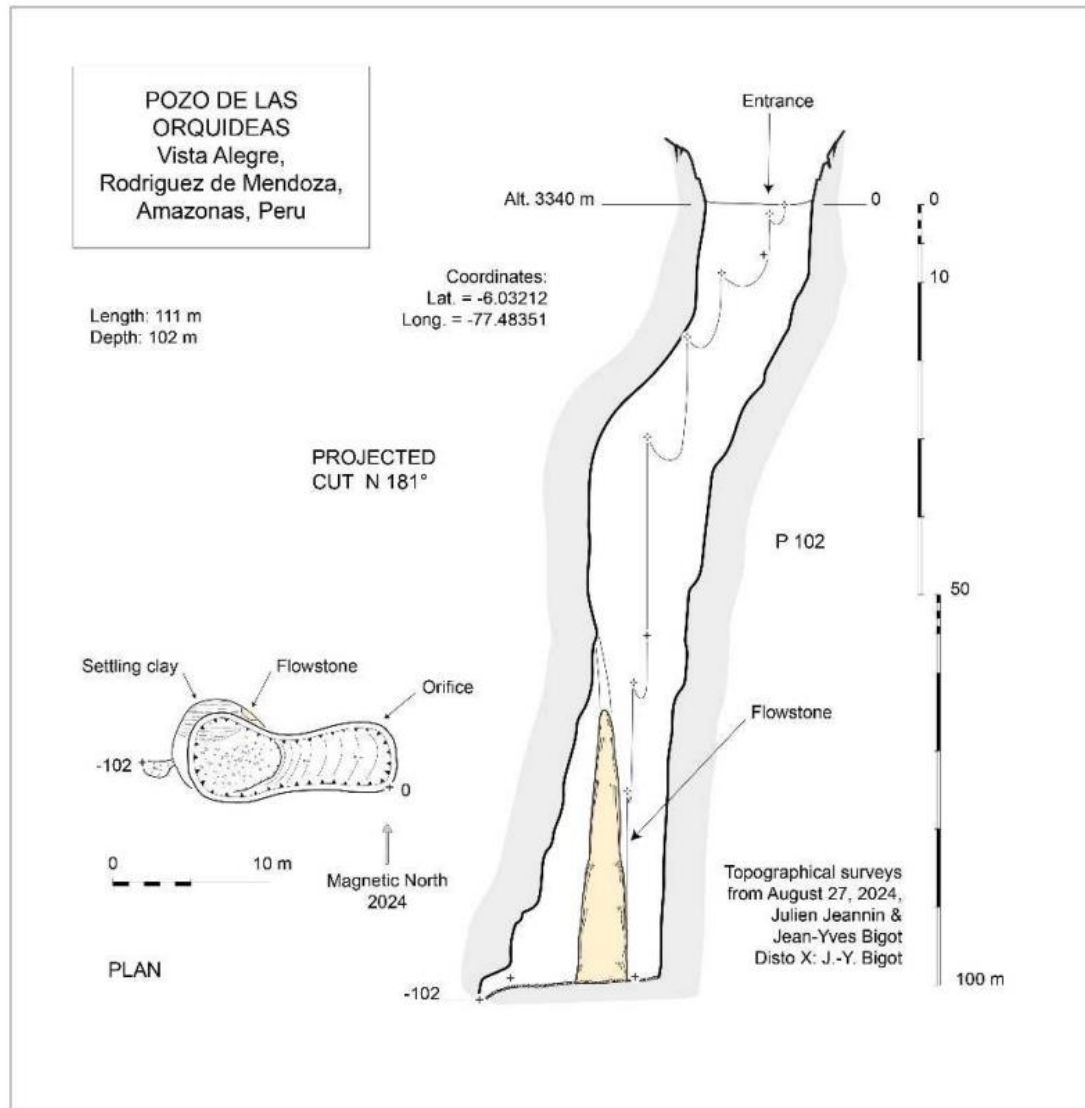 POZO DE LAS
ORQUIDEAS
Vista Alegre,
Rodriguez de Mendoza,
Amazonas, Peru
Entrance
Alt. 3340 m
0
0
10
Coordinates:
Lat. = -6.03212
Long. = -77.48351
Length: 111 m
Depth: 102 m
PROJECTED
CUT N 181°
P 102
50
Settling clay
Flowstone
Orifice
Flowstone
-102
0
0
10 m
Magnetic North
2024
Topographical surveys
from August 27, 2024,
Julien Jeannin &
Jean-Yves Bigot
Disto X: J.-Y. Bigot
PLAN
-102
100 m